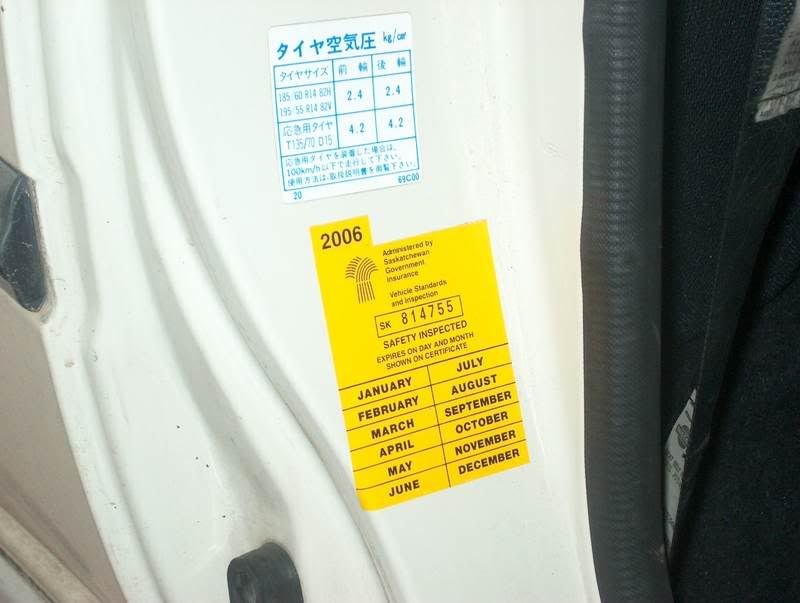 タイヤ空気圧 kg/cm²
タイヤサイズ 前輪 後輪
185/60 R14 82H
195/55 R14 82V
2.4 2.4
応急用タイヤ
T135/70 D15
4.2 4.2
応急用タイヤを装着した場合は、
100km/h以下で走行して下さい。
使用方法は、取扱説明書を御覧下さい。
20 69C00
2006
Administered by
Saskatchewan
Government
Insurance
Vehicle Standards
and Inspection
SK 814755
SAFETY INSPECTED
EXPIRES ON DAY AND MONTH
SHOWN ON CERTIFICATE
JANUARY JULY
FEBRUARY AUGUST
MARCH SEPTEMBER
APRIL OCTOBER
MAY NOVEMBER
JUNE DECEMBER